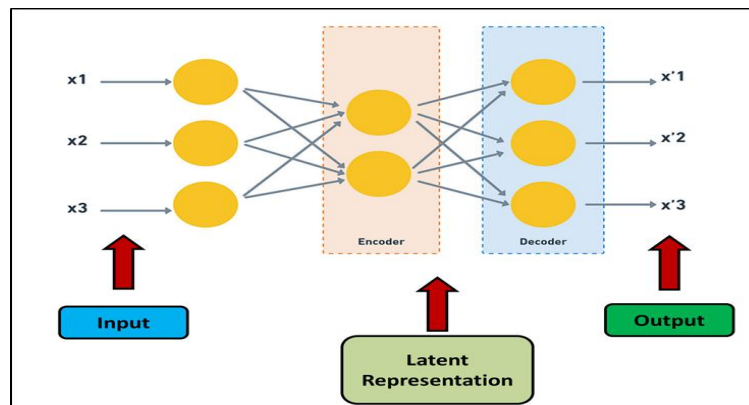 x1
x'1
x2
x'2
x3
x'3
Encoder
Decoder
Input
Latent
Representation
Output